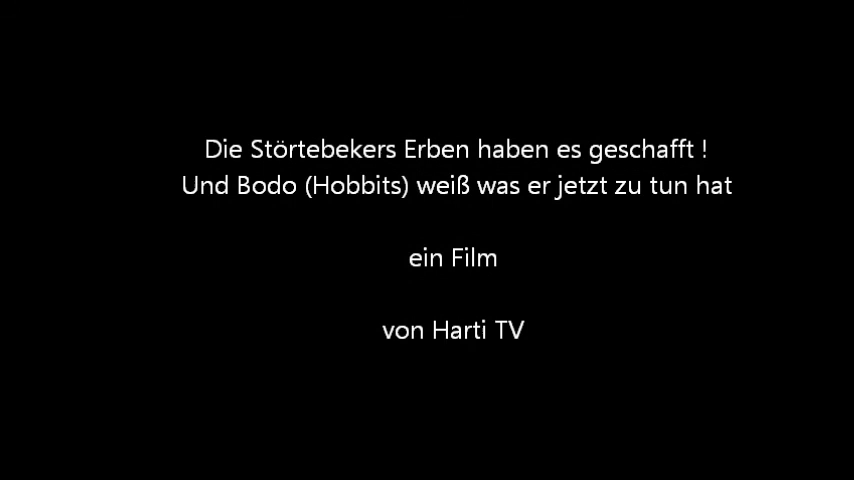 Die Störtebekers Erben haben es geschafft !
Und Bodo (Hobbits) weiß was er jetzt zu tun hat
ein Film
von Harti TV